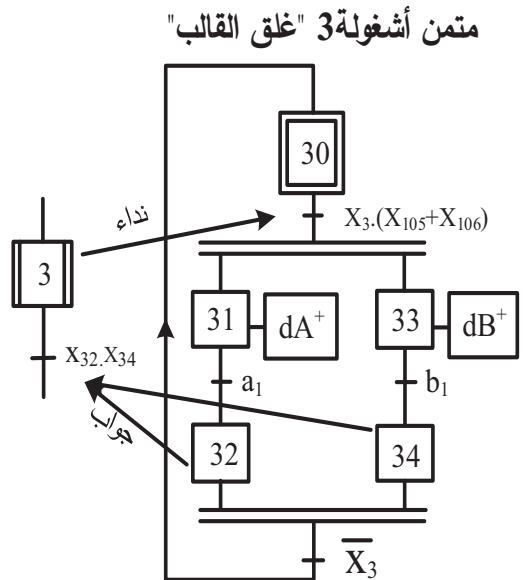 متمن أشغولة3 "غلق القالب"
30
X₃.(X₁₀₅+X₁₀₆)
نداء
3
31
dA⁺
33
dB⁺
x₃₂.x₃₄
a₁
b₁
جواب
32
34
X̅₃